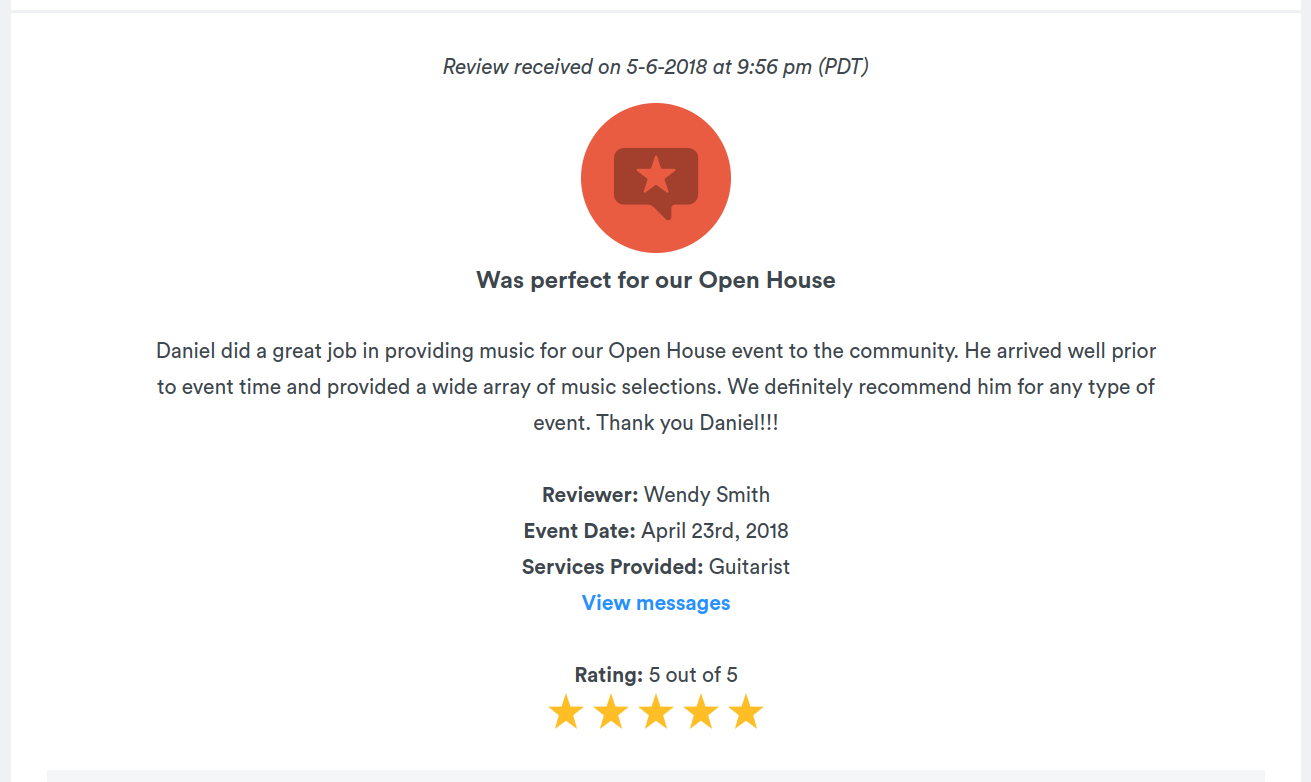 Review received on 5-6-2018 at 9:56 pm (PDT)
Was perfect for our Open House
Daniel did a great job in providing music for our Open House event to the community. He arrived well prior
to event time and provided a wide array of music selections. We definitely recommend him for any type of
event. Thank you Daniel!!!
Reviewer: Wendy Smith
Event Date: April 23rd, 2018
Services Provided: Guitarist
View messages
Rating: 5 out of 5